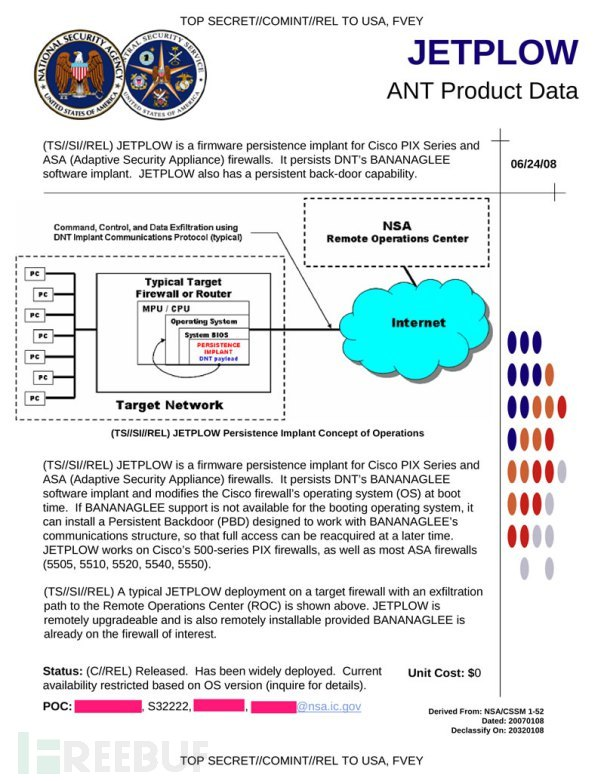 TOP SECRET//COMINT//REL TO USA, FVEY
NATIONAL SECURITY AGENCY
UNITED STATES OF AMERICA
CENTRAL SECURITY SERVICE
JETPLOW
ANT Product Data
(TS//SI//REL) JETPLOW is a firmware persistence implant for Cisco PIX Series and
ASA (Adaptive Security Appliance) firewalls. It persists DNT's BANANAGLEE
software implant. JETPLOW also has a persistent back-door capability.
06/24/08
Command, Control, and Data Exfiltration using
DNT Implant Communications Protocol (typical)
NSA
Remote Operations Center
PC
PC
PC
PC
PC
PC
PC
Typical Target
Firewall or Router
MPU / CPU
Operating System
System BIOS
PERSISTENCE
IMPLANT
DNT payload
Internet
Target Network
(TS//SI//REL) JETPLOW Persistence Implant Concept of Operations
(TS//SI//REL) JETPLOW is a firmware persistence implant for Cisco PIX Series and
ASA (Adaptive Security Appliance) firewalls. It persists DNT's BANANAGLEE
software implant and modifies the Cisco firewall's operating system (OS) at boot
time. If BANANAGLEE support is not available for the booting operating system, it
can install a Persistent Backdoor (PBD) designed to work with BANANAGLEE's
communications structure, so that full access can be reacquired at a later time.
JETPLOW works on Cisco's 500-series PIX firewalls, as well as most ASA firewalls
(5505, 5510, 5520, 5540, 5550).
(TS//SI//REL) A typical JETPLOW deployment on a target firewall with an exfiltration
path to the Remote Operations Center (ROC) is shown above. JETPLOW is
remotely upgradeable and is also remotely installable provided BANANAGLEE is
already on the firewall of interest.
Status: (C//REL) Released. Has been widely deployed. Current
availability restricted based on OS version (inquire for details).
Unit Cost: $0
POC: , S32222, , @nsa.ic.gov
Derived From: NSA/CSSM 1-52
Dated: 20070108
Declassify On: 20320108
FREEBUF
TOP SECRET//COMINT//REL TO USA, FVEY